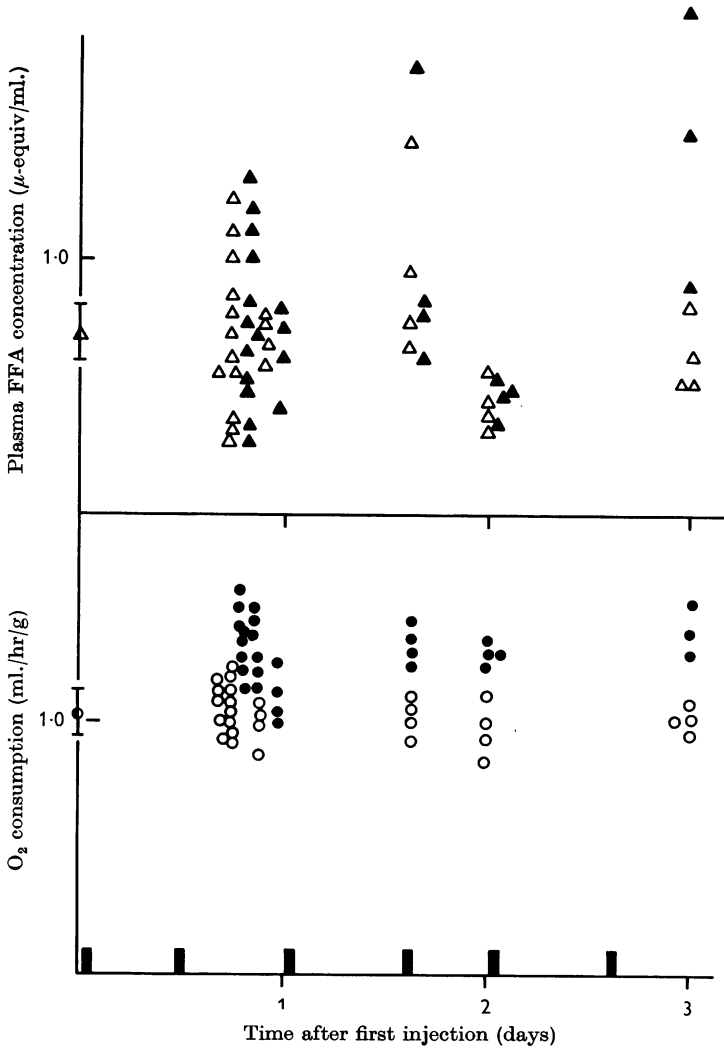 Plasma FFA concentration (μ-equiv/ml.)
1·0
O₂ consumption (ml./hr/g)
1·0
1 2 3
Time after first injection (days)